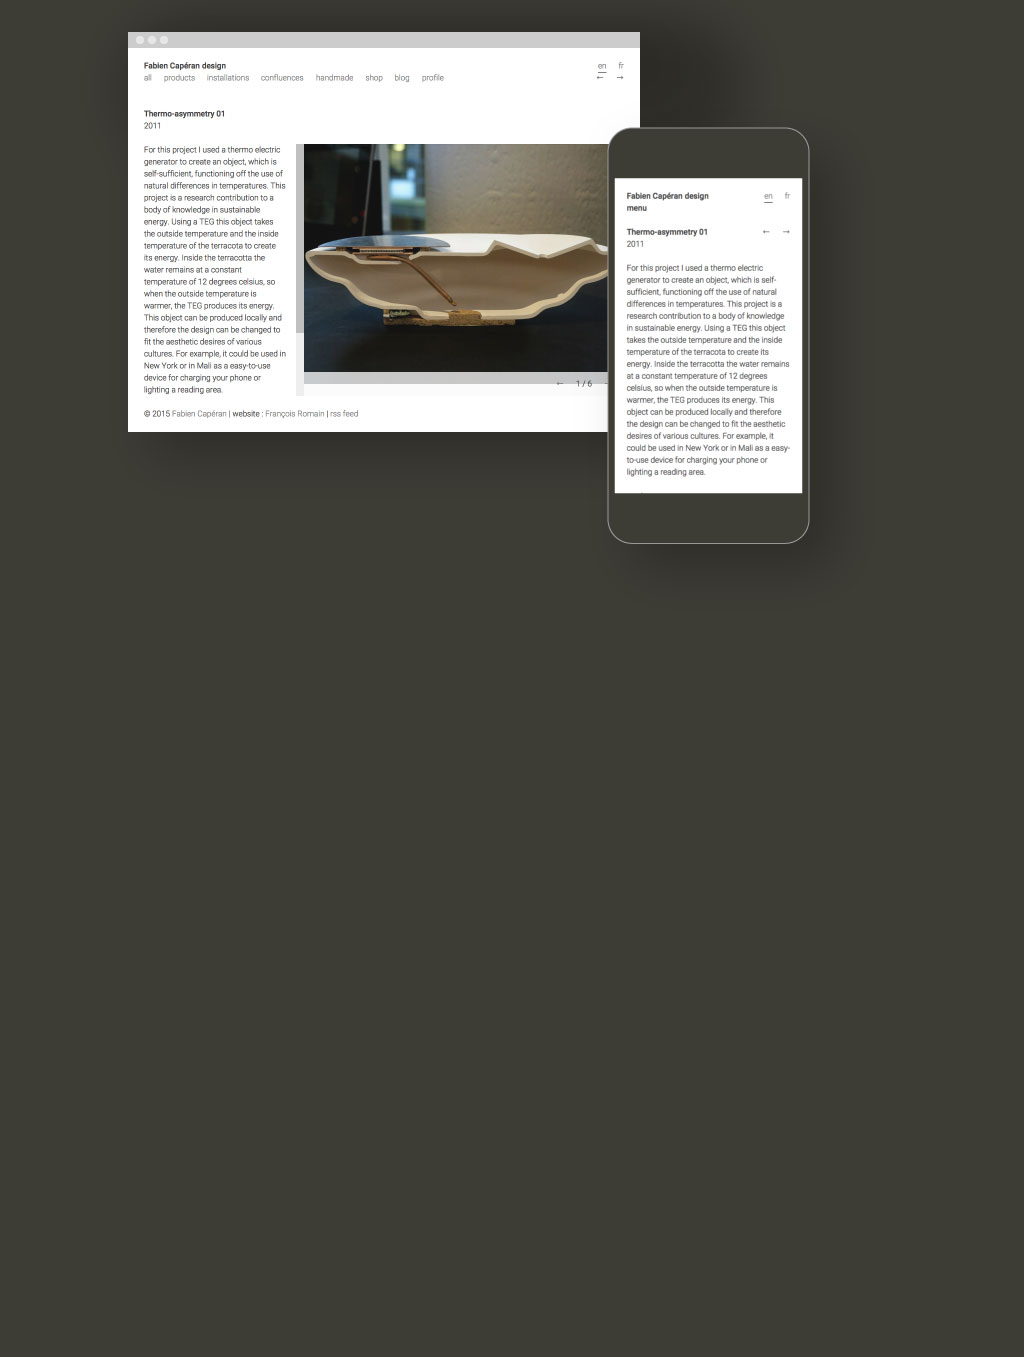 Fabien Capéran design
en fr
all products installations confluences handmade shop blog profile
← →
Thermo-asymmetry 01
2011
For this project I used a thermo electric
generator to create an object, which is
self-sufficient, functioning off the use of
natural differences in temperatures. This
project is a research contribution to a
body of knowledge in sustainable
energy. Using a TEG this object takes
the outside temperature and the inside
temperature of the terracota to create
its energy. Inside the terracotta the
water remains at a constant
temperature of 12 degrees celsius, so
when the outside temperature is
warmer, the TEG produces its energy.
This object can be produced locally and
therefore the design can be changed to
fit the aesthetic desires of various
cultures. For example, it could be used in
New York or in Mali as a easy-to-use
device for charging your phone or
lighting a reading area.
← 1 / 6
© 2015 Fabien Capéran | website : François Romain | rss feed
Fabien Capéran design
en fr
menu
Thermo-asymmetry 01 ← →
2011
For this project I used a thermo electric
generator to create an object, which is self-
sufficient, functioning off the use of natural
differences in temperatures. This project is a
research contribution to a body of knowledge
in sustainable energy. Using a TEG this object
takes the outside temperature and the inside
temperature of the terracota to create its
energy. Inside the terracotta the water remains
at a constant temperature of 12 degrees
celsius, so when the outside temperature is
warmer, the TEG produces its energy. This
object can be produced locally and therefore
the design can be changed to fit the aesthetic
desires of various cultures. For example, it
could be used in New York or in Mali as a easy-
to-use device for charging your phone or
lighting a reading area.